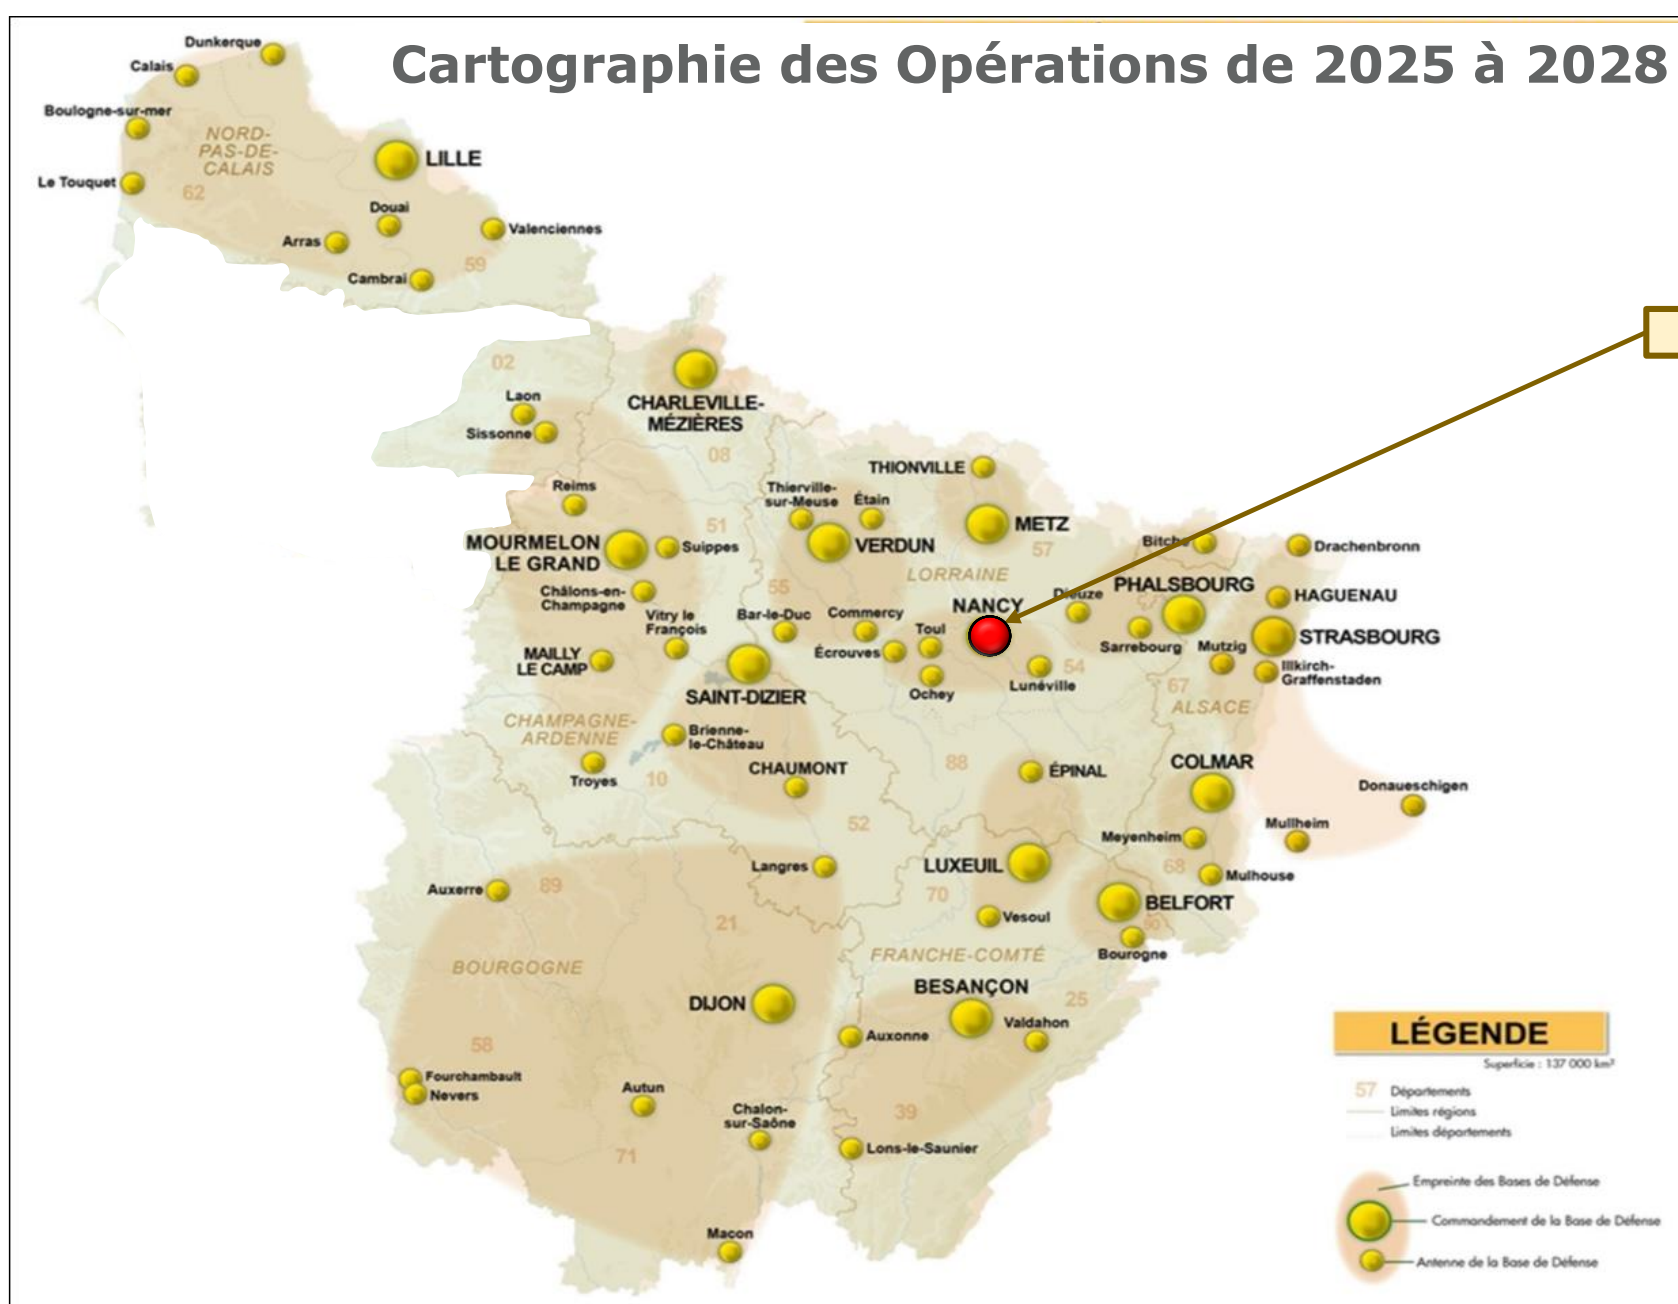 Cartographie des Opérations de 2025 à 2028
Dunkerque
Calais
Boulogne-sur-mer
NORD-
PAS-DE-
CALAIS
LILLE
Le Touquet
62
Douai
Arras
Valenciennes
59
Cambrai
02
Laon
CHARLEVILLE-
MÉZIÈRES
Sissonne
08
THIONVILLE
Reims
Thierville-
sur-Meuse
Étain
51
METZ
MOURMELON
LE GRAND
Suippes
VERDUN
57
Bitche
Drachenbronn
LORRAINE
Châlons-en-
Champagne
55
PHALSBOURG
HAGUENAU
Dieuze
NANCY
Vitry le
François
Bar-le-Duc
Commercy
Toul
STRASBOURG
Sarrebourg
Mutzig
Écrouves
MAILLY
LE CAMP
54
Illkirch-
Graffenstaden
Lunéville
Ochey
SAINT-DIZIER
67
ALSACE
CHAMPAGNE-
ARDENNE
Brienne-
le-Château
CHAUMONT
88
ÉPINAL
COLMAR
Troyes
10
Donaueschigen
52
Mullheim
Meyenheim
Langres
LUXEUIL
68
Mulhouse
Auxerre
89
70
BELFORT
Vesoul
21
90
Bourogne
FRANCHE-COMTÉ
BOURGOGNE
BESANÇON
DIJON
25
Valdahon
Auxonne
58
Fourchambault
Nevers
Autun
Chalon-
sur-Saône
39
Lons-le-Saunier
71
Macon
LÉGENDE
Superficie : 137 000 km²
57 Départements
Limites régions
Limites départements
Empreinte des Bases de Défense
Commandement de la Base de Défense
Antenne de la Base de Défense